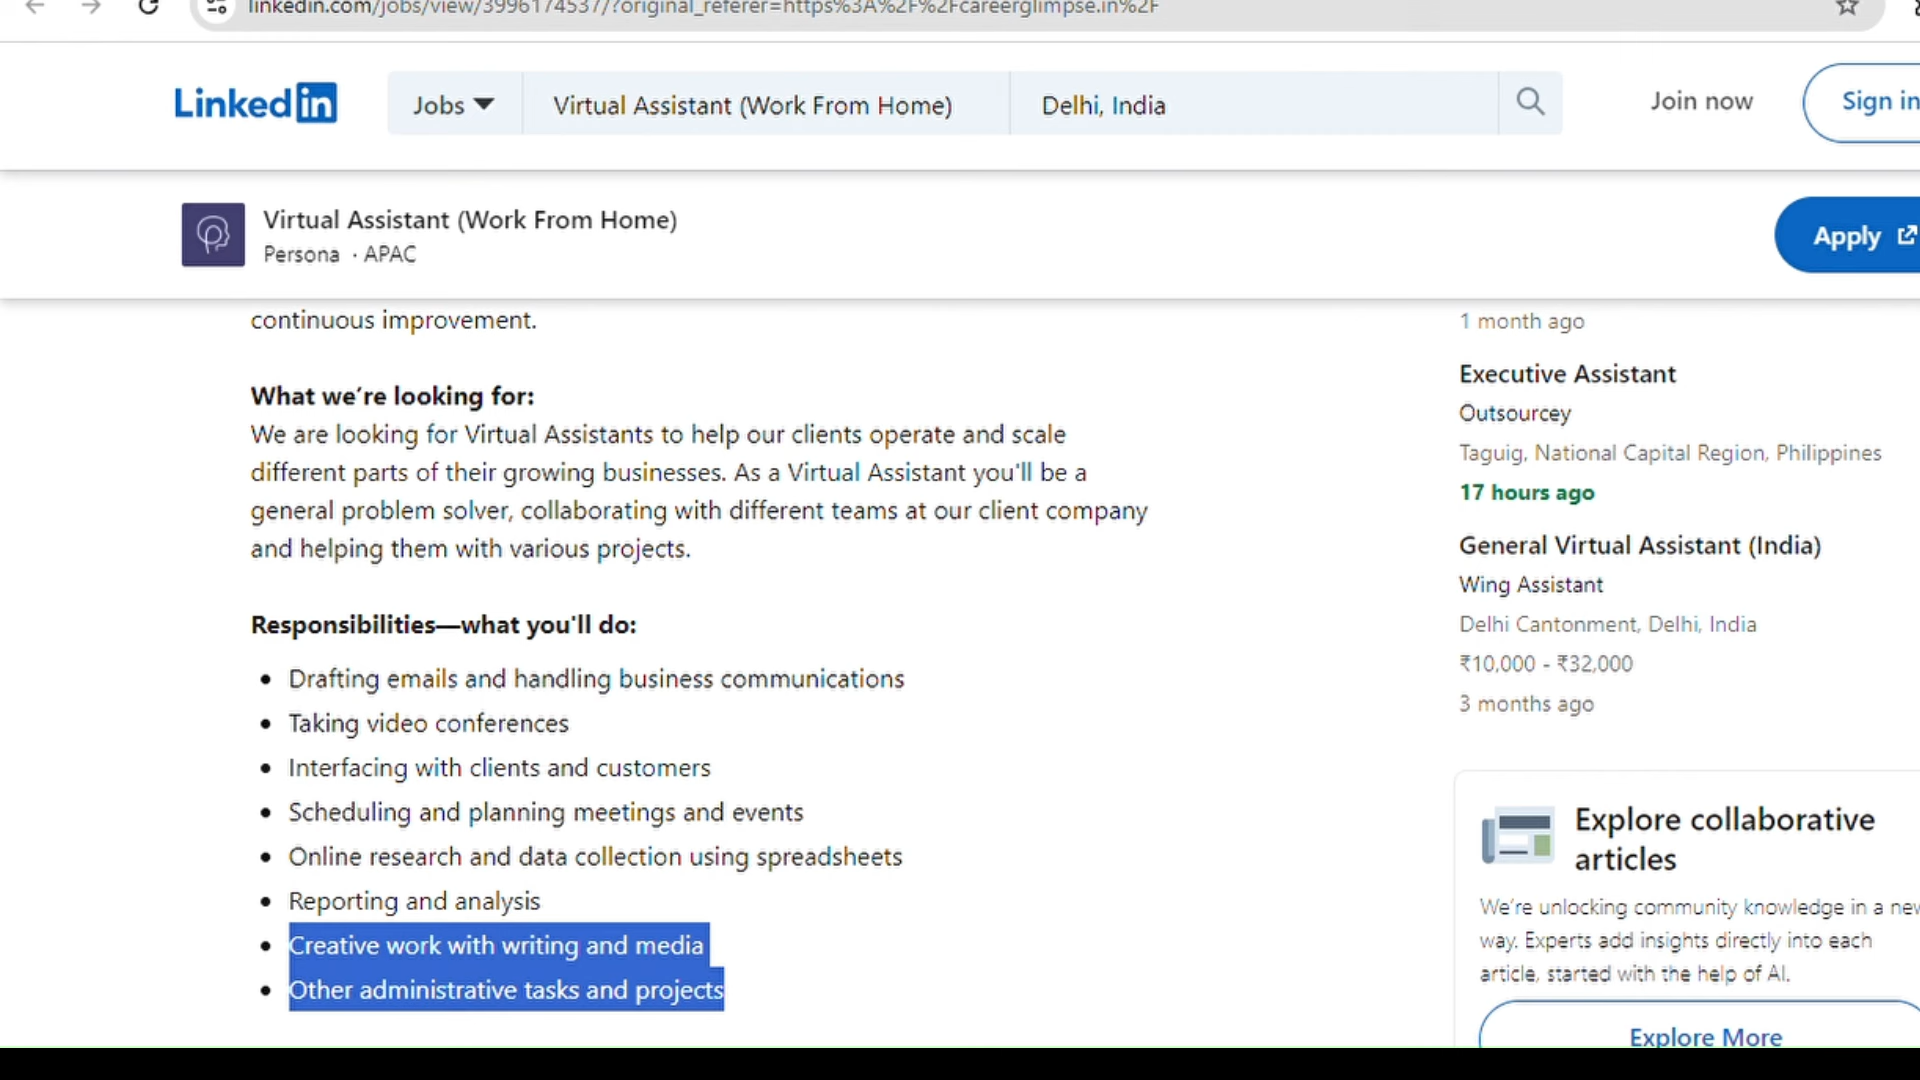 linkedin.com/jobs/view/3996174537/?original_referer=https%3A%2F%2Fcareerglimpse.in%2F
LinkedIn
Jobs
Virtual Assistant (Work From Home)
Delhi, India
Join now
Sign in
Virtual Assistant (Work From Home)
Persona · APAC
Apply
continuous improvement.
What we’re looking for:
We are looking for Virtual Assistants to help our clients operate and scale
different parts of their growing businesses. As a Virtual Assistant you'll be a
general problem solver, collaborating with different teams at our client company
and helping them with various projects.
Responsibilities—what you'll do:
• Drafting emails and handling business communications
• Taking video conferences
• Interfacing with clients and customers
• Scheduling and planning meetings and events
• Online research and data collection using spreadsheets
• Reporting and analysis
• Creative work with writing and media
• Other administrative tasks and projects
1 month ago
Executive Assistant
Outsourcey
Taguig, National Capital Region, Philippines
17 hours ago
General Virtual Assistant (India)
Wing Assistant
Delhi Cantonment, Delhi, India
₹10,000 - ₹32,000
3 months ago
Explore collaborative
articles
We’re unlocking community knowledge in a new
way. Experts add insights directly into each
article, started with the help of AI.
Explore More